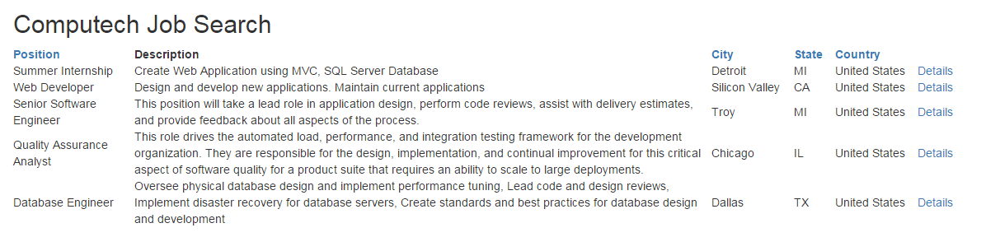 Computech Job Search
Position Description City State Country
Summer Internship Create Web Application using MVC, SQL Server Database Detroit MI United States Details
Web Developer Design and develop new applications. Maintain current applications Silicon Valley CA United States Details
Senior Software Engineer
This position will take a lead role in application design, perform code reviews, assist with delivery estimates,
and provide feedback about all aspects of the process.
Troy MI United States Details
Quality Assurance Analyst
This role drives the automated load, performance, and integration testing framework for the development
organization. They are responsible for the design, implementation, and continual improvement for this critical
aspect of software quality for a product suite that requires an ability to scale to large deployments.
Chicago IL United States Details
Database Engineer
Oversee physical database design and implement performance tuning, Lead code and design reviews,
Implement disaster recovery for database servers, Create standards and best practices for database design
and development
Dallas TX United States Details